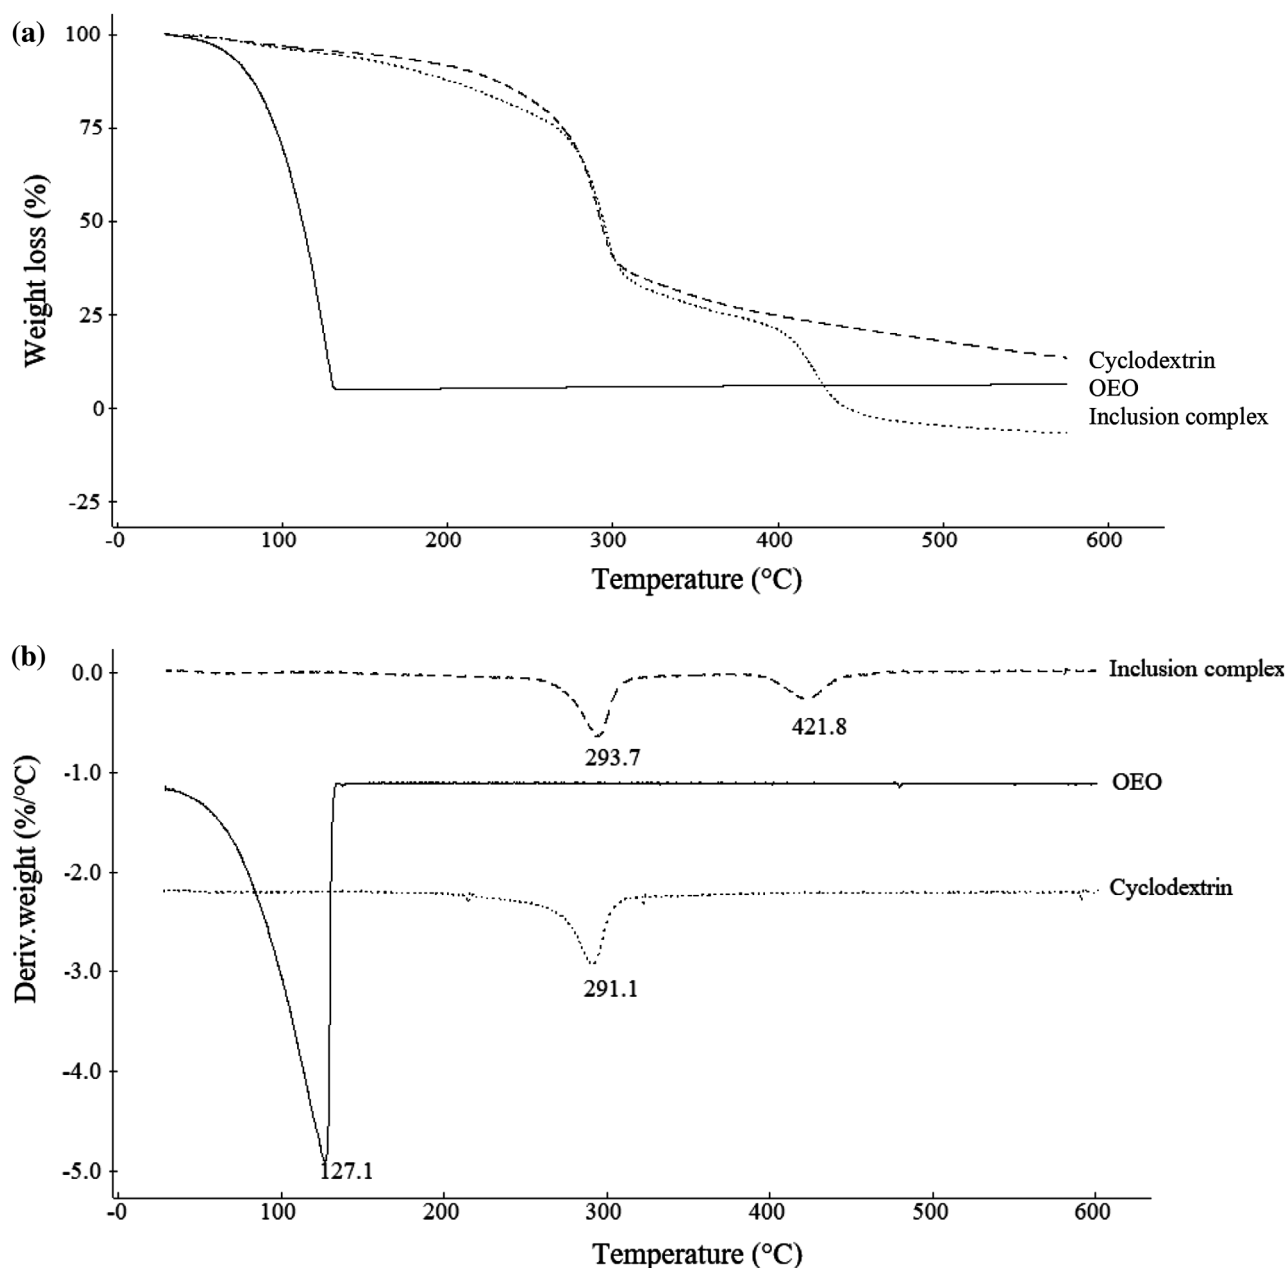 (a)
Weight loss (%)
100
75
50
25
0
-25
Cyclodextrin
OEO
Inclusion complex
-0 100 200 300 400 500 600
Temperature (°C)
(b)
Deriv.weight (%/°C)
0.0
-1.0
-2.0
-3.0
-4.0
-5.0
Inclusion complex
421.8
293.7
OEO
Cyclodextrin
291.1
127.1
-0 100 200 300 400 500 600
Temperature (°C)